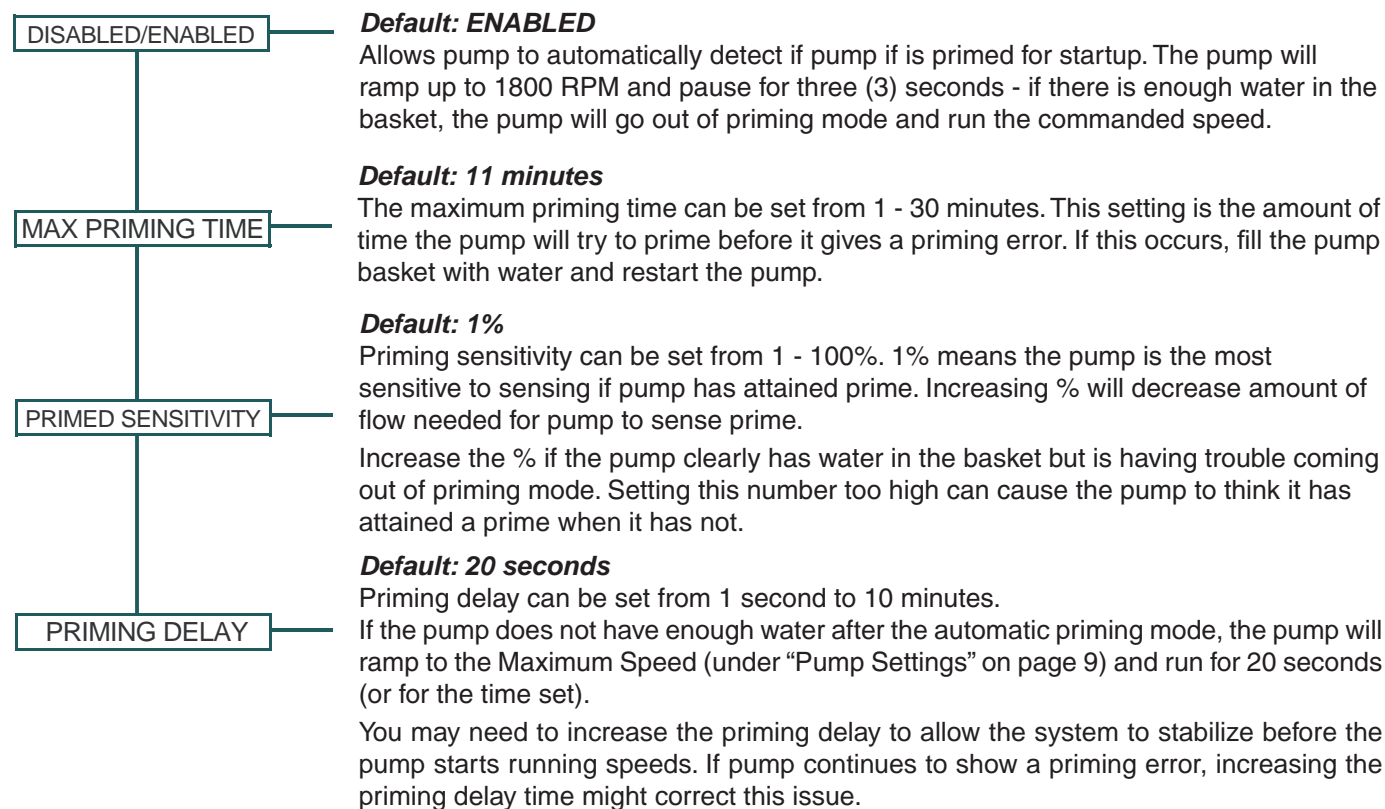 DISABLED/ENABLED
Default: ENABLED
Allows pump to automatically detect if pump if is primed for startup. The pump will
ramp up to 1800 RPM and pause for three (3) seconds - if there is enough water in the
basket, the pump will go out of priming mode and run the commanded speed.
MAX PRIMING TIME
Default: 11 minutes
The maximum priming time can be set from 1 - 30 minutes. This setting is the amount of
time the pump will try to prime before it gives a priming error. If this occurs, fill the pump
basket with water and restart the pump.
PRIMED SENSITIVITY
Default: 1%
Priming sensitivity can be set from 1 - 100%. 1% means the pump is the most
sensitive to sensing if pump has attained prime. Increasing % will decrease amount of
flow needed for pump to sense prime.
Increase the % if the pump clearly has water in the basket but is having trouble coming
out of priming mode. Setting this number too high can cause the pump to think it has
attained a prime when it has not.
PRIMING DELAY
Default: 20 seconds
Priming delay can be set from 1 second to 10 minutes.
If the pump does not have enough water after the automatic priming mode, the pump will
ramp to the Maximum Speed (under “Pump Settings” on page 9) and run for 20 seconds
(or for the time set).
You may need to increase the priming delay to allow the system to stabilize before the
pump starts running speeds. If pump continues to show a priming error, increasing the
priming delay time might correct this issue.